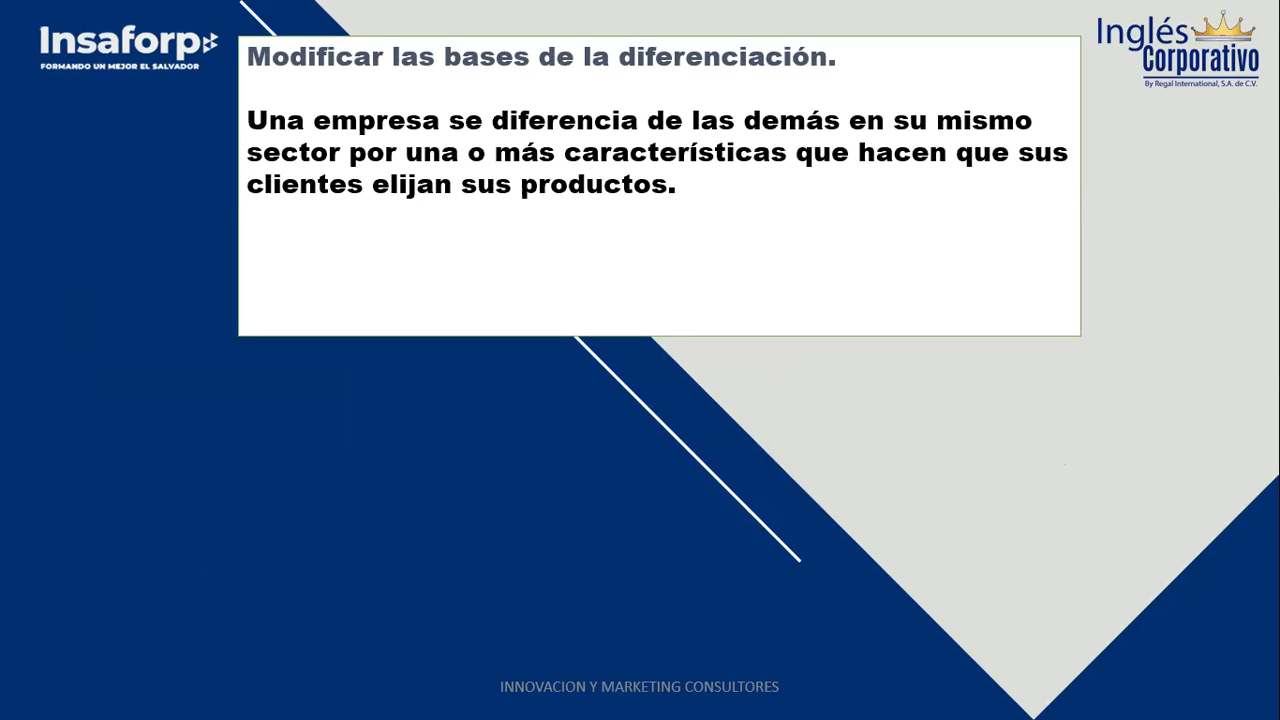 Insaforp
FORMANDO UN MEJOR EL SALVADOR
Inglés
Corporativo
By Regal International, S.A. de C.V.
Modificar las bases de la diferenciación.
Una empresa se diferencia de las demás en su mismo
sector por una o más características que hacen que sus
clientes elijan sus productos.
INNOVACION Y MARKETING CONSULTORES